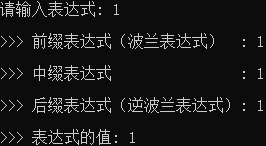 请输入表达式: 1
>>> 前缀表达式（波兰表达式）  : 1
>>> 中缀表达式              : 1
>>> 后缀表达式（逆波兰表达式）: 1
>>> 表达式的值: 1